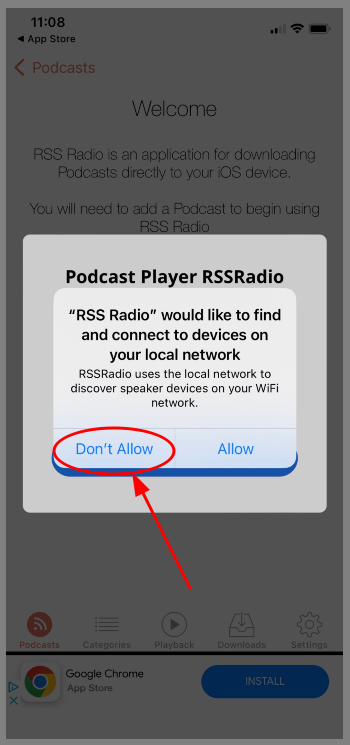 11:08
◀ App Store
Podcasts
Welcome
RSS Radio is an application for downloading
Podcasts directly to your iOS device.
You will need to add a Podcast to begin using
RSS Radio
Podcast Player RSSRadio
“RSS Radio” would like to find
and connect to devices on
your local network
RSSRadio uses the local network to
discover speaker devices on your WiFi
network.
Don’t Allow Allow
Podcasts Categories Playback Downloads Settings
Google Chrome
App Store
INSTALL